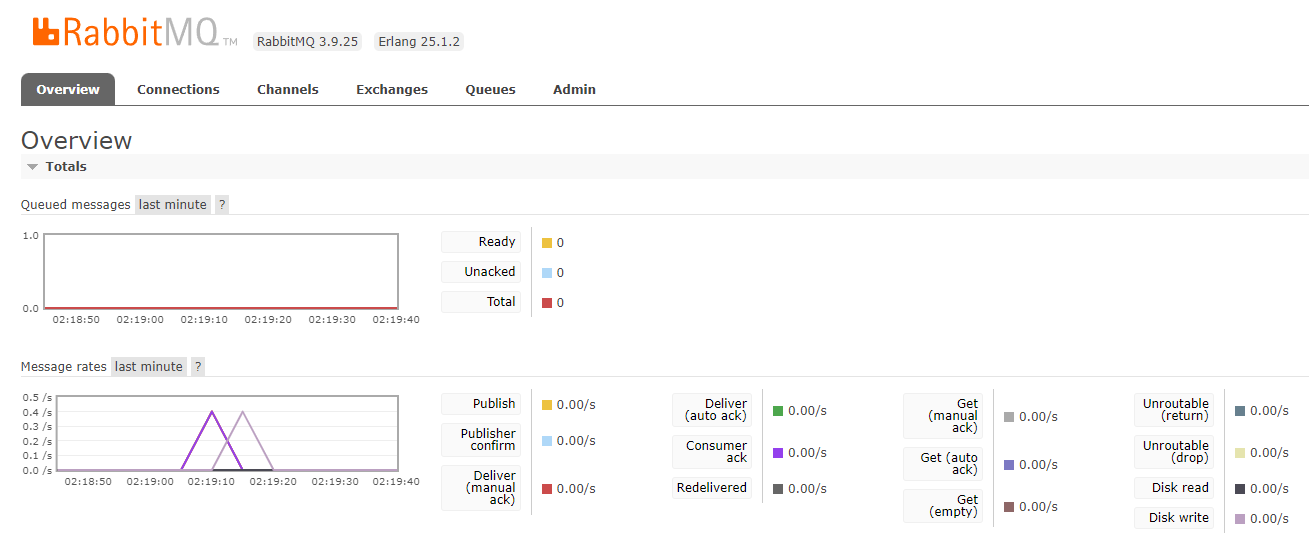 RabbitMQ TM RabbitMQ 3.9.25 Erlang 25.1.2
Overview Connections Channels Exchanges Queues Admin
Overview
Totals
Queued messages last minute ?
1.0
0.0
02:18:50 02:19:00 02:19:10 02:19:20 02:19:30 02:19:40
Ready 0
Unacked 0
Total 0
Message rates last minute ?
0.5 /s
0.4 /s
0.3 /s
0.2 /s
0.1 /s
0.0 /s
02:18:50 02:19:00 02:19:10 02:19:20 02:19:30 02:19:40
Publish 0.00/s
Publisher
confirm 0.00/s
Deliver
(manual
ack) 0.00/s
Deliver
(auto ack) 0.00/s
Consumer
ack 0.00/s
Redelivered 0.00/s
Get
(manual
ack) 0.00/s
Get (auto
ack) 0.00/s
Get
(empty) 0.00/s
Unroutable
(return) 0.00/s
Unroutable
(drop) 0.00/s
Disk read 0.00/s
Disk write 0.00/s